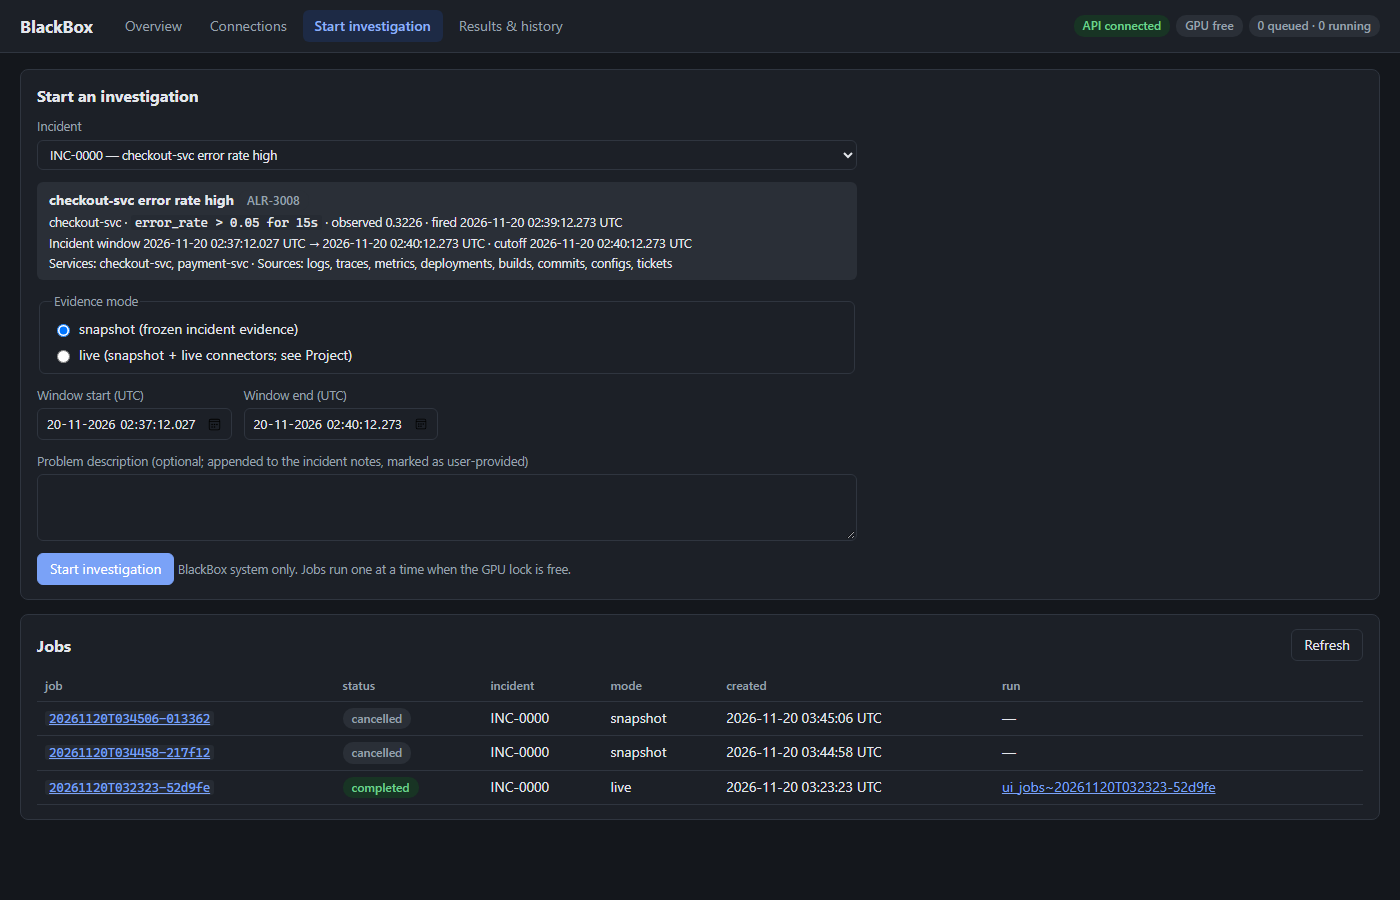 BlackBox Overview Connections Start investigation Results & history API connected GPU free 0 queued · 0 running
Start an investigation
Incident
INC-0000 — checkout-svc error rate high
checkout-svc error rate high ALR-3008
checkout-svc · error_rate > 0.05 for 15s · observed 0.3226 · fired 2026-11-20 02:39:12.273 UTC
Incident window 2026-11-20 02:37:12.027 UTC → 2026-11-20 02:40:12.273 UTC · cutoff 2026-11-20 02:40:12.273 UTC
Services: checkout-svc, payment-svc · Sources: logs, traces, metrics, deployments, builds, commits, configs, tickets
Evidence mode
snapshot (frozen incident evidence)
live (snapshot + live connectors; see Project)
Window start (UTC) Window end (UTC)
20-11-2026 02:37:12.027 20-11-2026 02:40:12.273
Problem description (optional; appended to the incident notes, marked as user-provided)
Start investigation BlackBox system only. Jobs run one at a time when the GPU lock is free.
Jobs Refresh
job status incident mode created run
20261120T034506-013362 cancelled INC-0000 snapshot 2026-11-20 03:45:06 UTC —
20261120T034458-217f12 cancelled INC-0000 snapshot 2026-11-20 03:44:58 UTC —
20261120T032323-52d9fe completed INC-0000 live 2026-11-20 03:23:23 UTC ui_jobs~20261120T032323-52d9fe